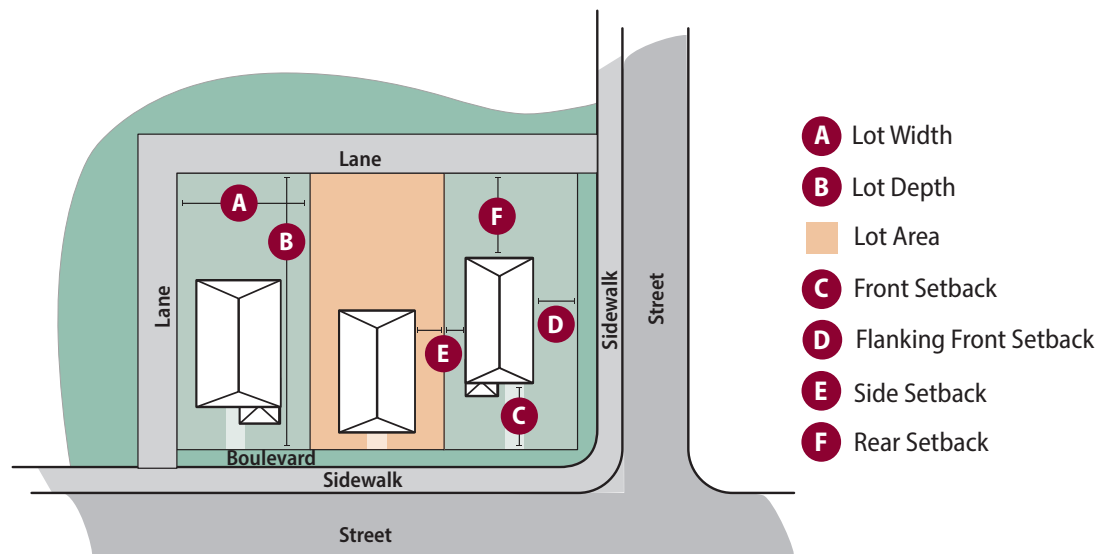 Lane
Lane
A
B
F
D
E
C
Sidewalk
Street
Boulevard
Sidewalk
Street
A Lot Width
B Lot Depth
Lot Area
C Front Setback
D Flanking Front Setback
E Side Setback
F Rear Setback